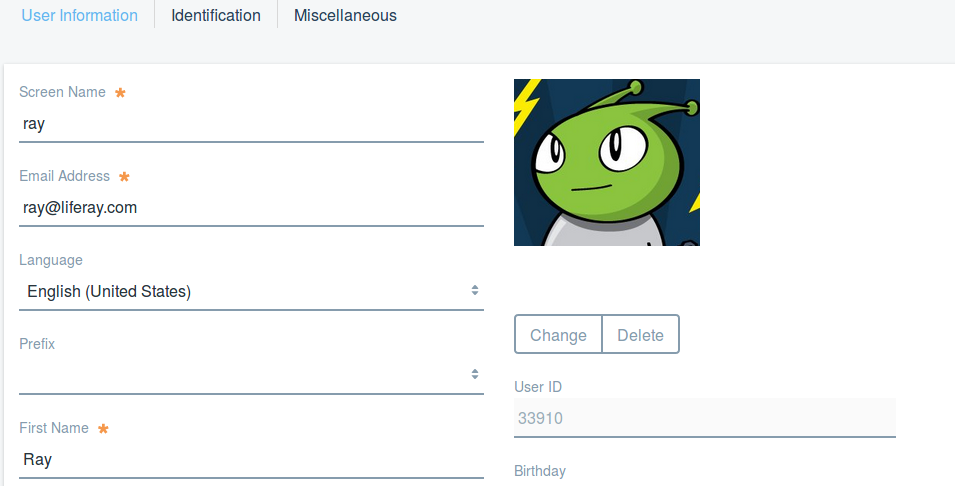 User Information
Identification
Miscellaneous
Screen Name *
ray
Email Address *
ray@liferay.com
Language
English (United States)
Prefix
First Name *
Ray
Change
Delete
User ID
33910
Birthday